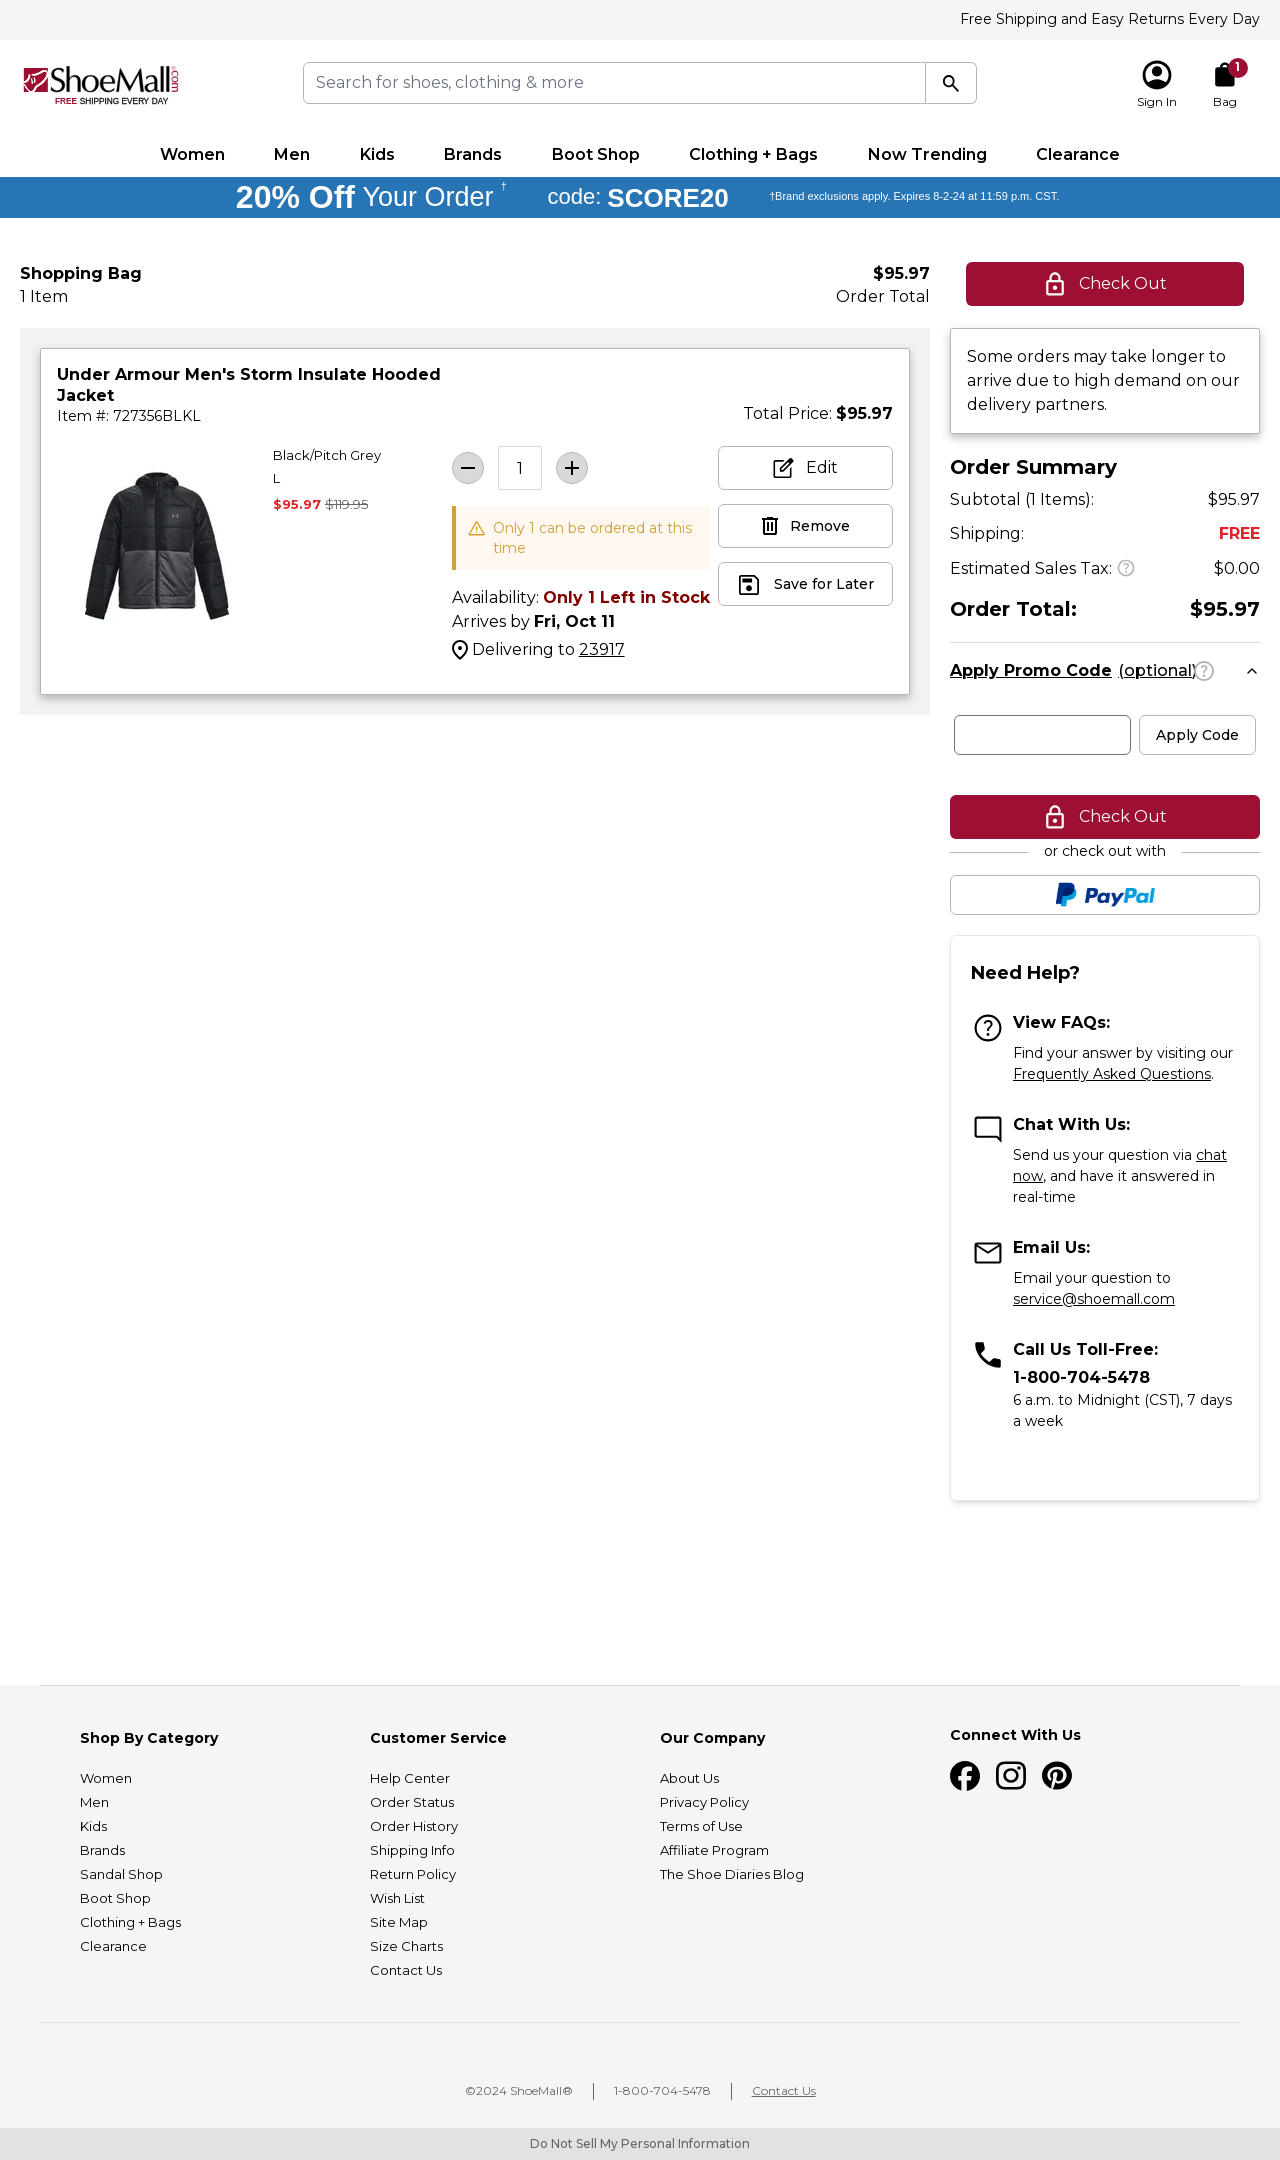 Free Shipping and Easy Returns Every Day
ShoeMall.com
FREE SHIPPING EVERY DAY
Search for shoes, clothing & more
1
Sign In
Bag
Women Men Kids Brands Boot Shop Clothing + Bags Now Trending Clearance
20% Off Your Order † code: SCORE20 †Brand exclusions apply. Expires 8-2-24 at 11:59 p.m. CST.
Shopping Bag
1 Item
$95.97
Order Total
Check Out
Under Armour Men's Storm Insulate Hooded
Jacket
Item #: 727356BLKL
Total Price: $95.97
Black/Pitch Grey
L
$95.97 $119.95
1
Only 1 can be ordered at this
time
Availability: Only 1 Left in Stock
Arrives by Fri, Oct 11
Delivering to 23917
Edit
Remove
Save for Later
Some orders may take longer to
arrive due to high demand on our
delivery partners.
Order Summary
Subtotal (1 Items): $95.97
Shipping: FREE
Estimated Sales Tax: ? $0.00
Order Total: $95.97
Apply Promo Code (optional) ?
Apply Code
Check Out
or check out with
PayPal
Need Help?
View FAQs:
Find your answer by visiting our
Frequently Asked Questions.
Chat With Us:
Send us your question via chat
now, and have it answered in
real-time
Email Us:
Email your question to
service@shoemall.com
Call Us Toll-Free:
1-800-704-5478
6 a.m. to Midnight (CST), 7 days
a week
Shop By Category
Women
Men
Kids
Brands
Sandal Shop
Boot Shop
Clothing + Bags
Clearance
Customer Service
Help Center
Order Status
Order History
Shipping Info
Return Policy
Wish List
Site Map
Size Charts
Contact Us
Our Company
About Us
Privacy Policy
Terms of Use
Affiliate Program
The Shoe Diaries Blog
Connect With Us
©2024 ShoeMall® 1-800-704-5478 Contact Us
Do Not Sell My Personal Information